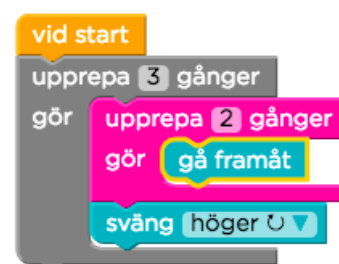 vid start
upprepa 3 gånger
gör upprepa 2 gånger
gör gå framåt
sväng höger ↻ ▼